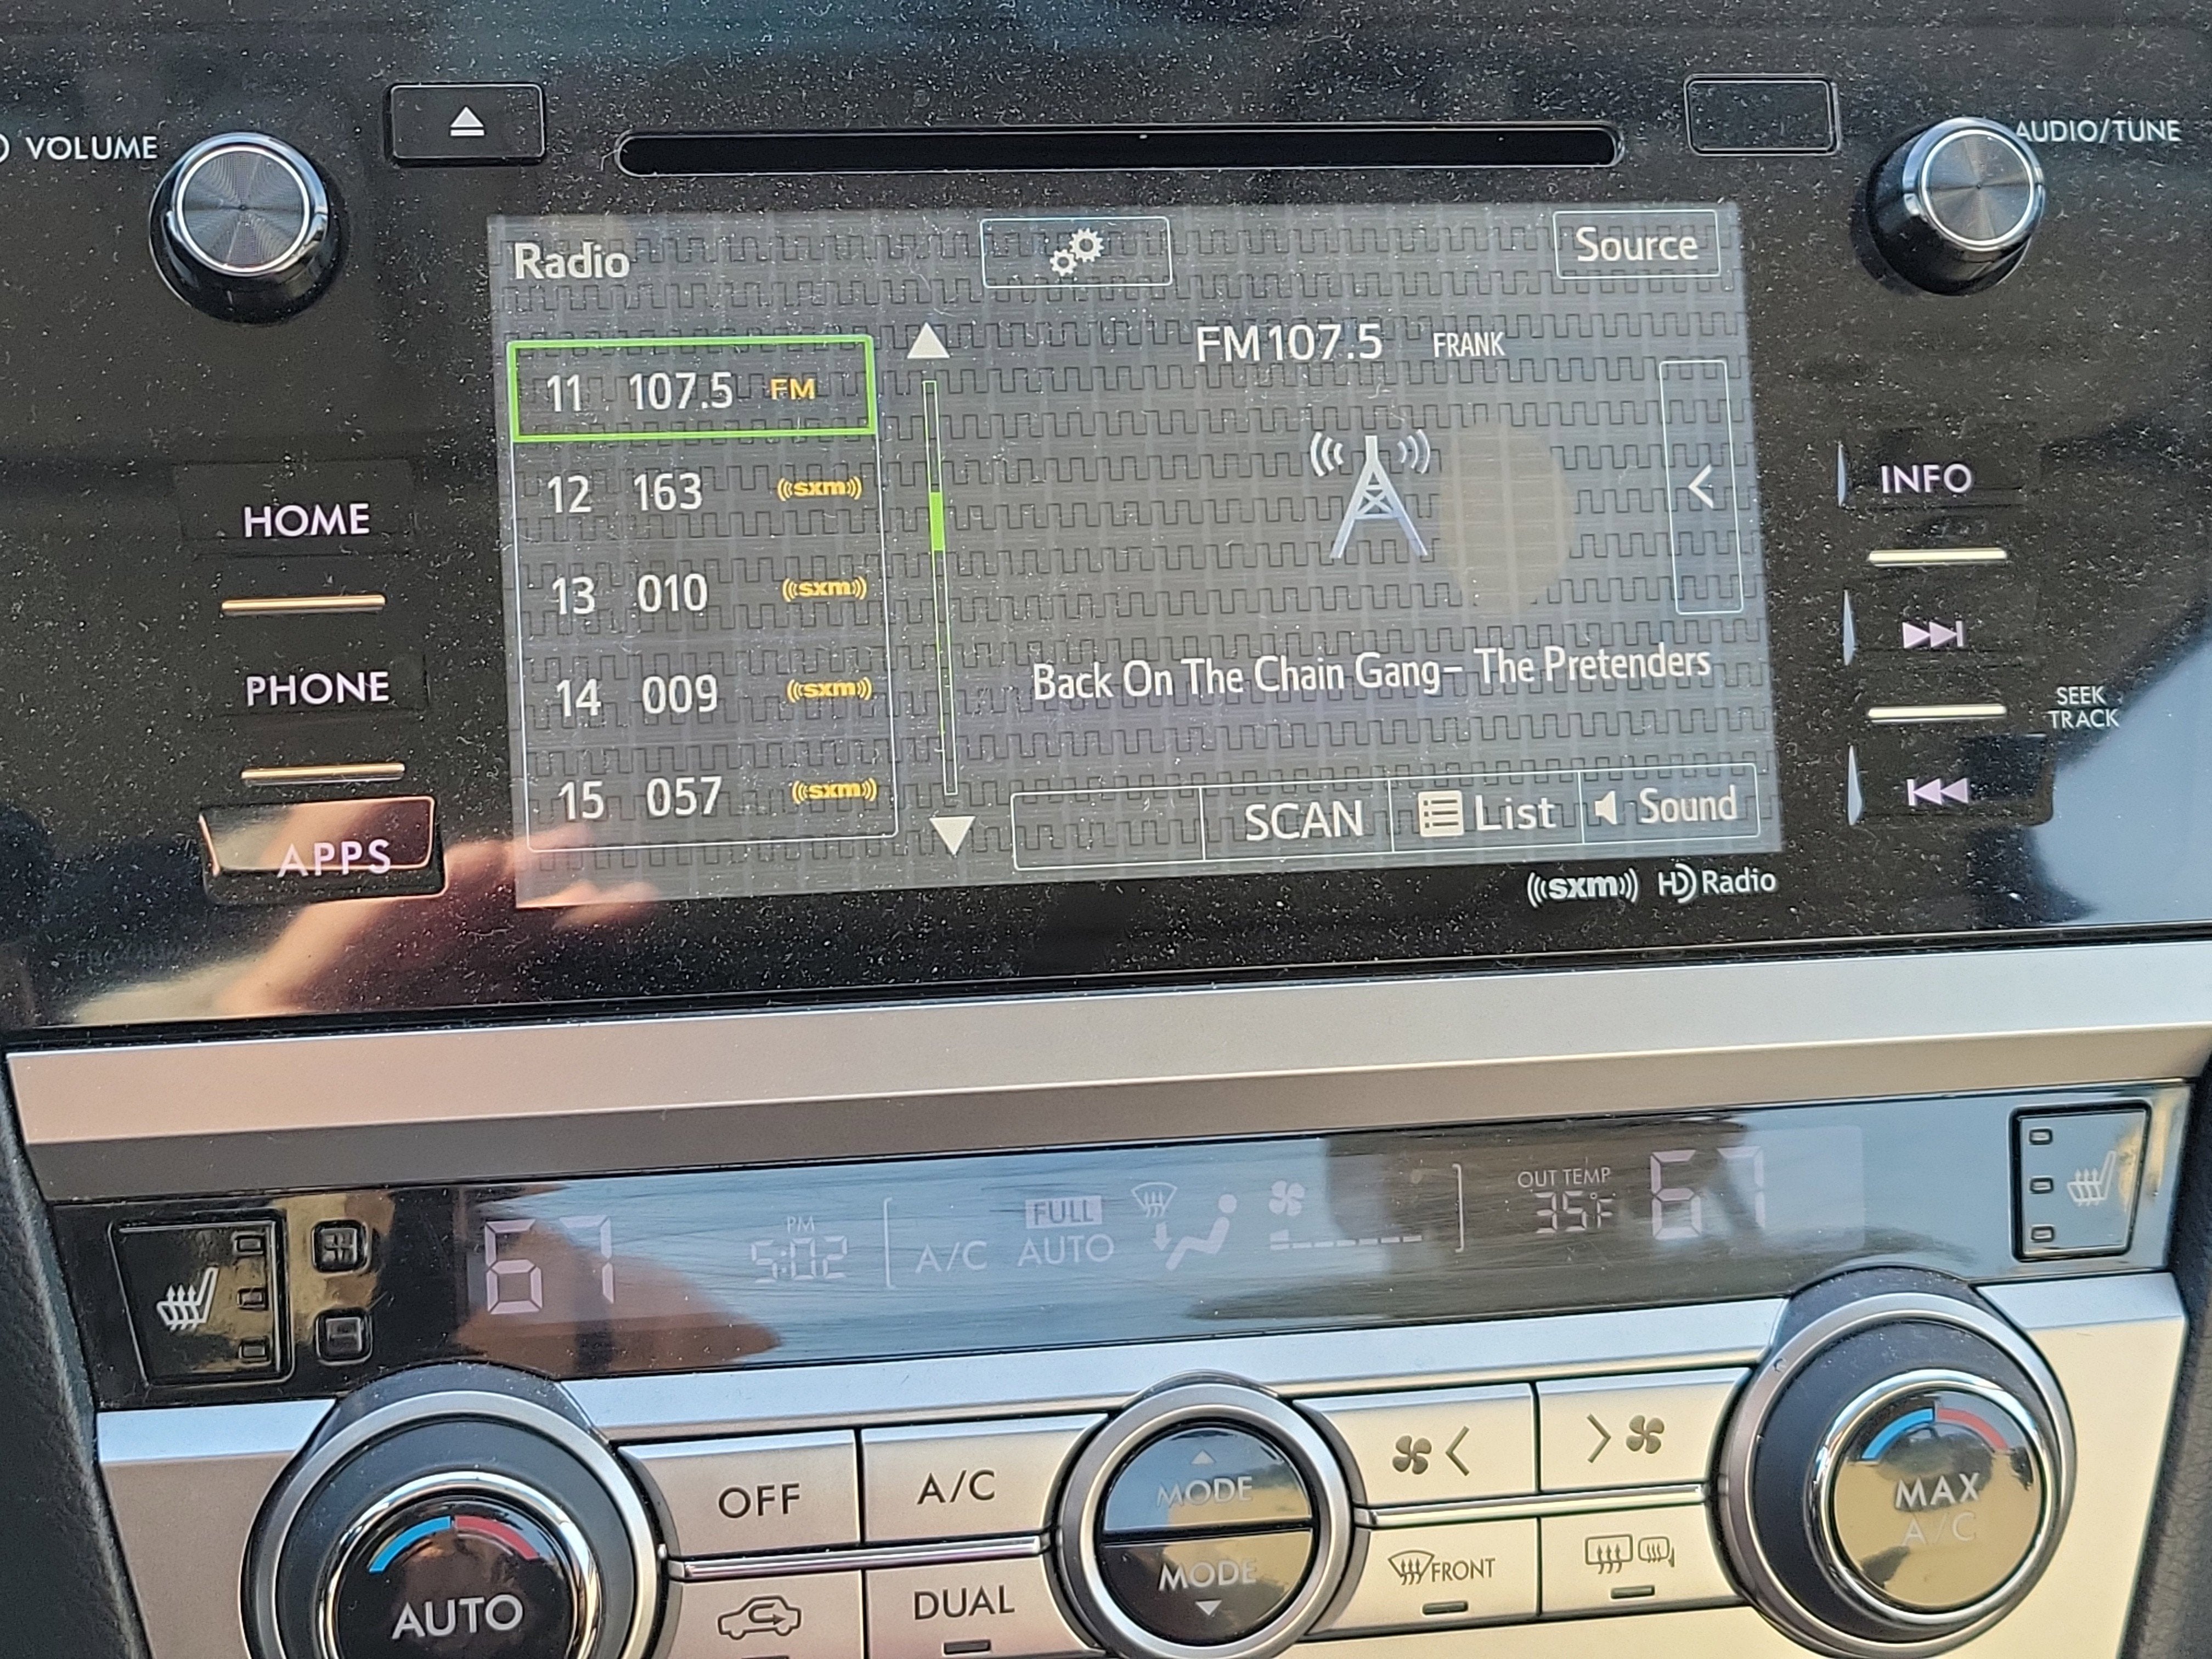 VOLUME
AUDIO/TUNE
Radio
Source
FM107.5 FRANK
11 107.5 FM
12 163 ((sxm))
13 010 ((sxm))
14 009 ((sxm))
15 057 ((sxm))
Back On The Chain Gang– The Pretenders
SCAN
List
Sound
HOME
PHONE
APPS
INFO
SEEK
TRACK
((sxm)) HD Radio
67
PM
5:02
A/C
FULL
AUTO
OUT TEMP
35°F
67
OFF
A/C
MODE
MODE
DUAL
FRONT
AUTO
MAX
A/C